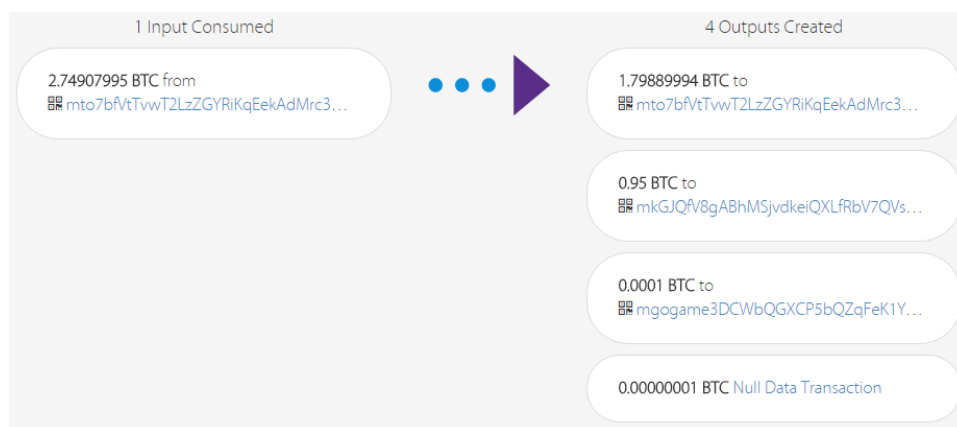 1 Input Consumed
2.74907995 BTC from
mto7bfVtTvwT2LzZGYRiKqEekAdMrc3...
4 Outputs Created
1.79889994 BTC to
mto7bfVtTvwT2LzZGYRiKqEekAdMrc3...
0.95 BTC to
mkGJQfV8gABhMSjvdkeiQXLfRbV7QVs...
0.0001 BTC to
mgogame3DCWbQGXCP5bQZqFeK1Y...
0.00000001 BTC Null Data Transaction